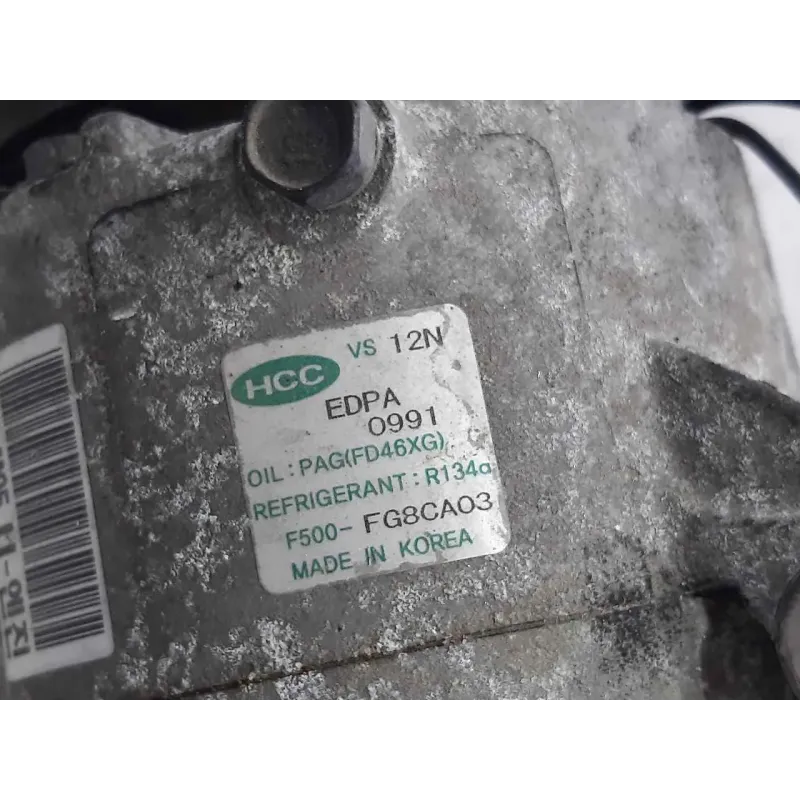 HCC VS 12N
EDPA
0991
OIL : PAG(FD46XG)
REFRIGERANT : R134a
F500- FG8CA03
MADE IN KOREA